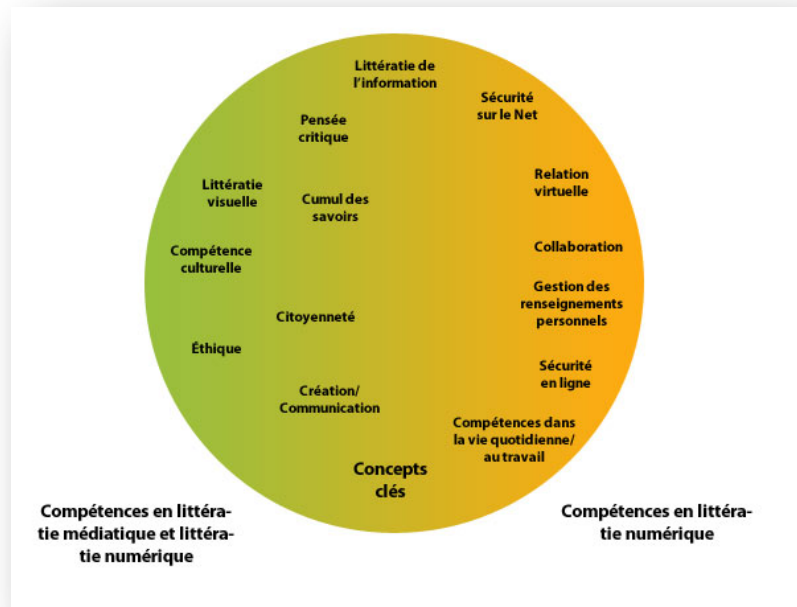 Littératie de
l'information
Sécurité
sur le Net
Pensée
critique
Relation
virtuelle
Littératie
visuelle
Cumul des
savoirs
Collaboration
Compétence
culturelle
Gestion des
renseignements
personnels
Citoyenneté
Éthique
Sécurité
en ligne
Création/
Communication
Compétences dans
la vie quotidienne/
au travail
Concepts
clés
Compétences en littéra-
tie médiatique et littéra-
tie numérique
Compétences en littéra-
tie numérique